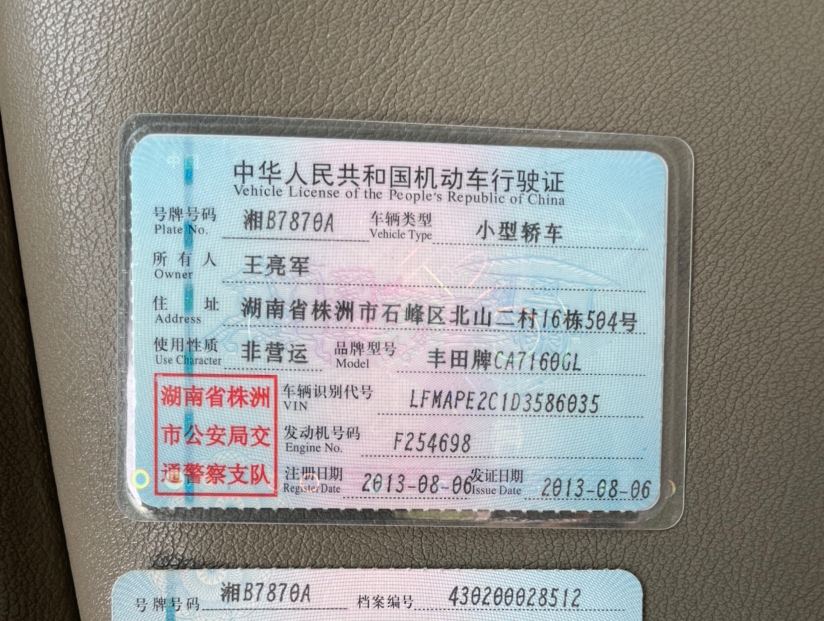 中华人民共和国机动车行驶证
Vehicle License of the People's Republic of China
号牌号码 湘B7870A 车辆类型 小型轿车
Plate No. Vehicle Type
所有人 王亮军
Owner
住址 湖南省株洲市石峰区北山二村16栋504号
Address
使用性质 非营运 品牌型号 丰田牌CA7160GL
Use Character Model
湖南省株洲 车辆识别代号 LFMAPE2C1D3586035
VIN
市公安局交 发动机号码 F254698
Engine No.
通警察支队 注册日期 2013-08-06 发证日期 2013-08-06
Register Date Issue Date
号牌号码 湘B7870A 档案编号 430200028512